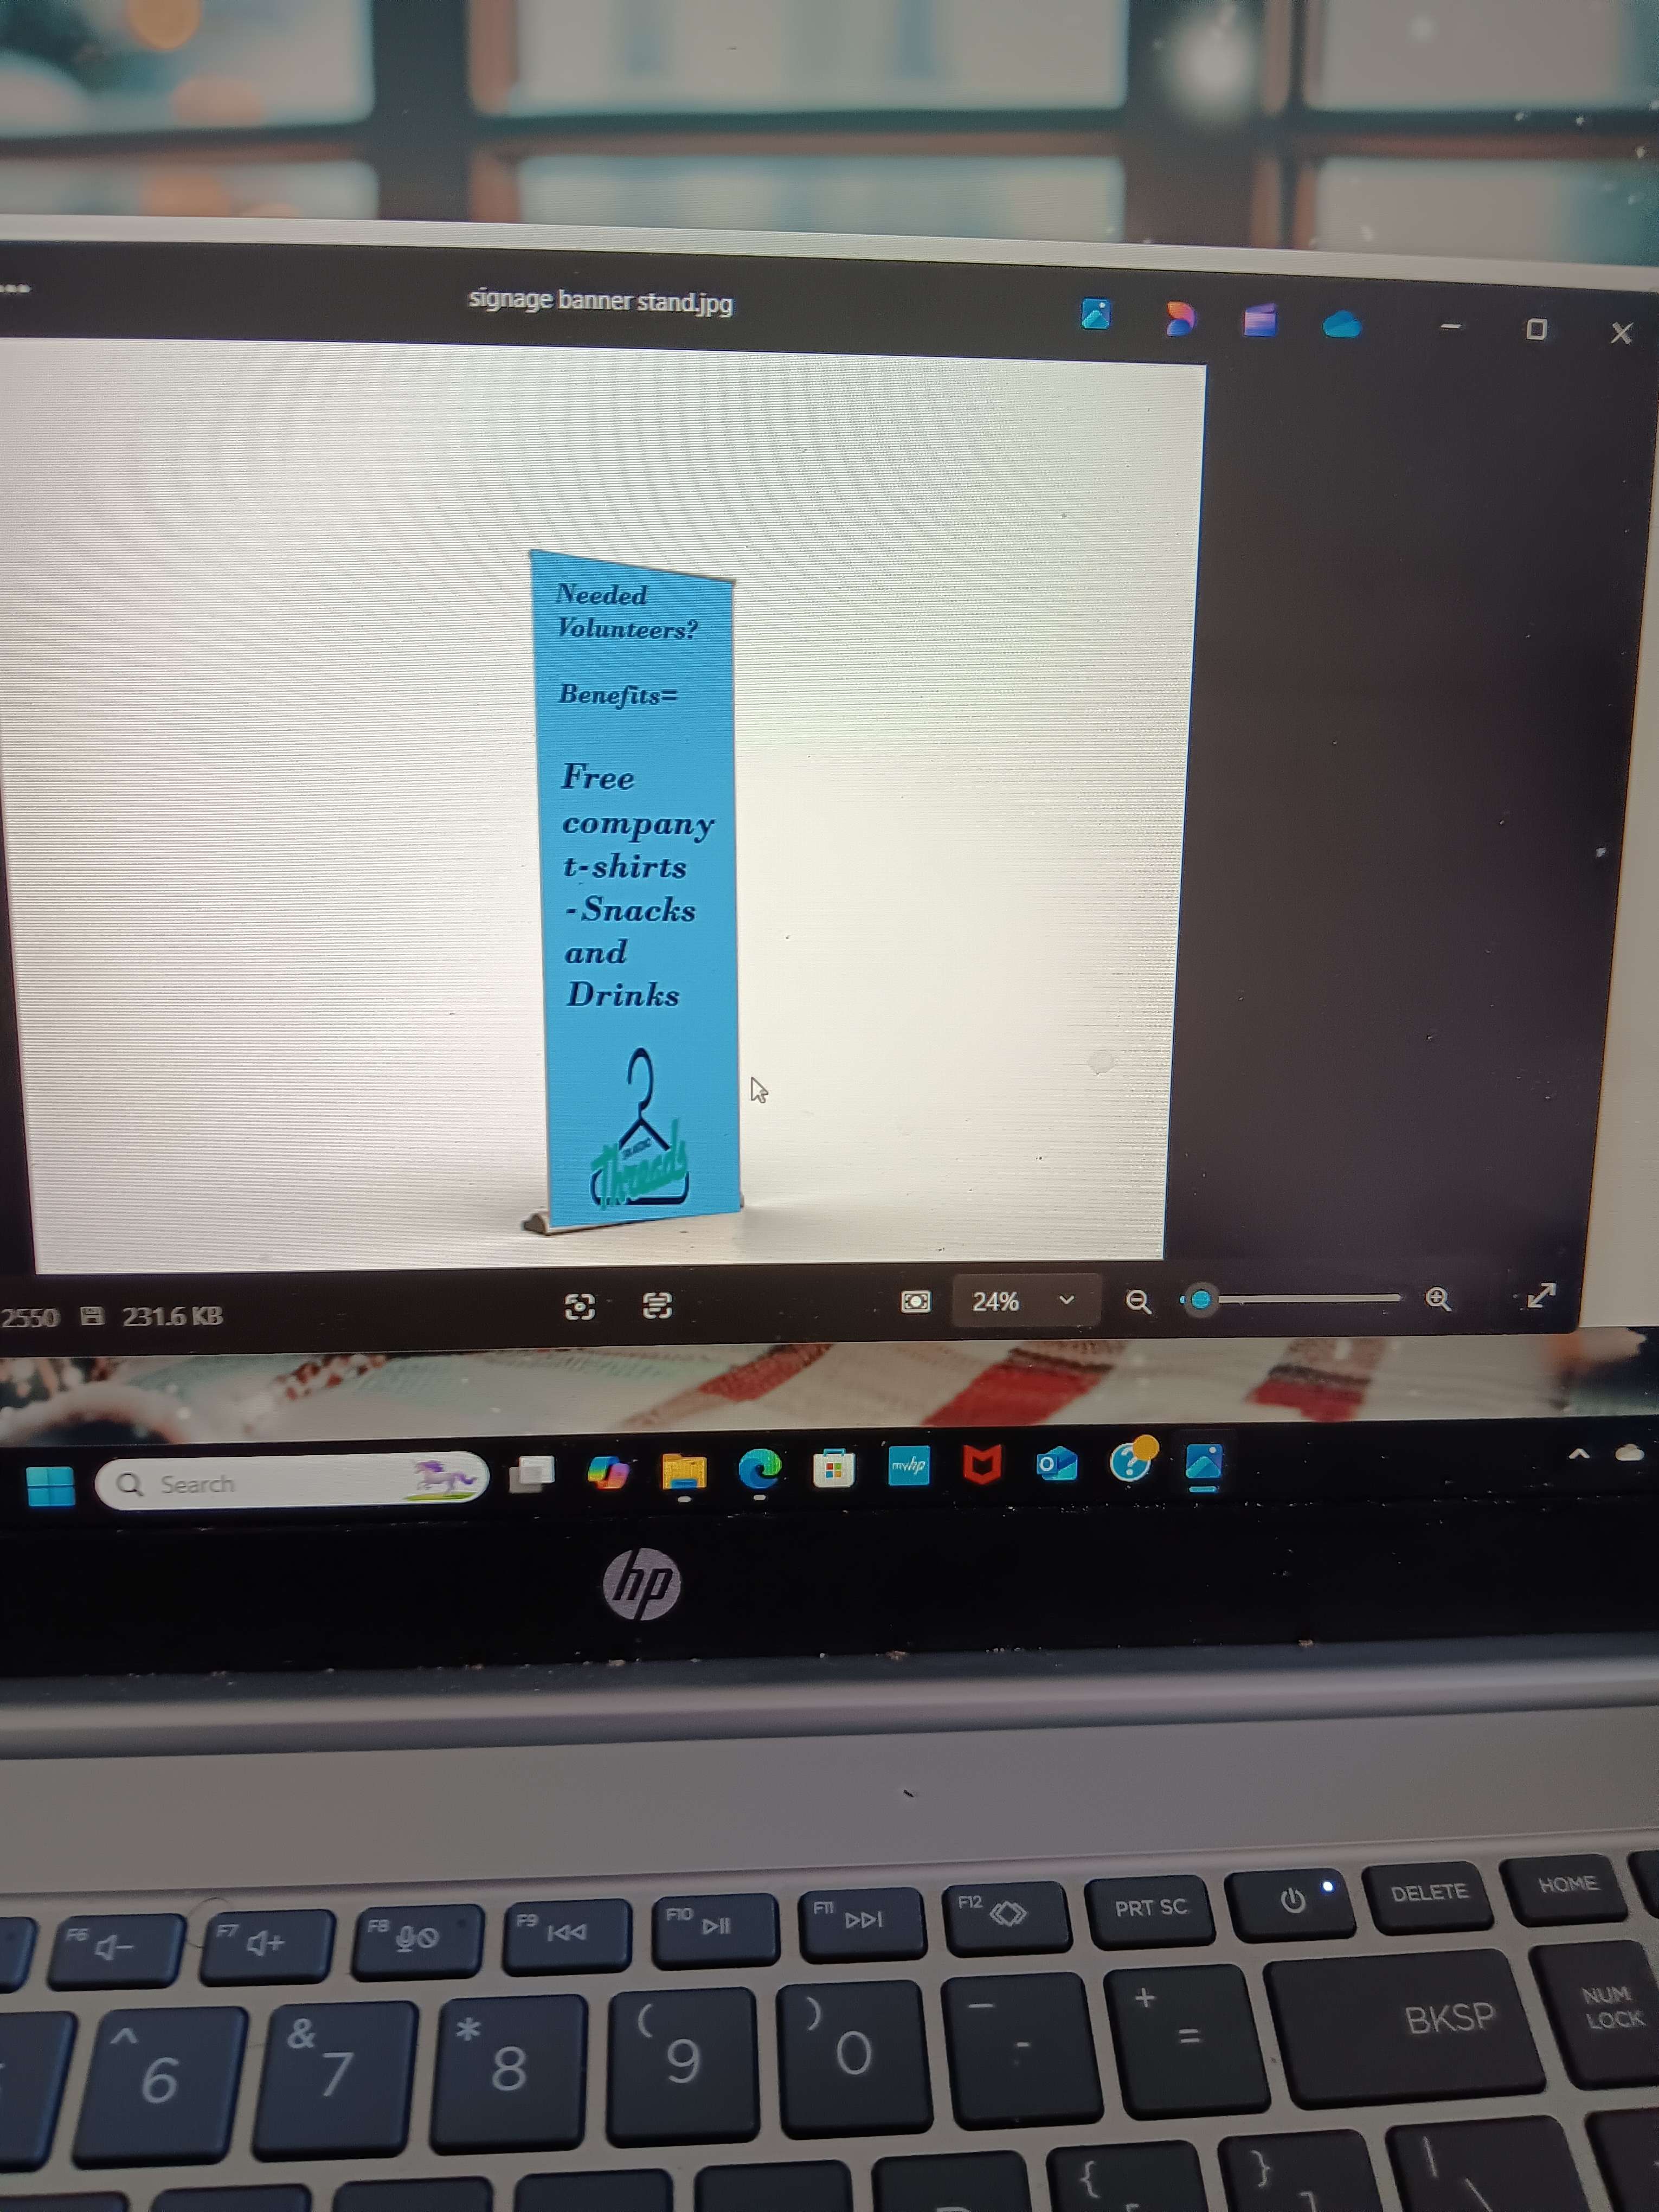 signage banner stand.jpg
Needed
Volunteers?
Benefits=
Free
company
t-shirts
-Snacks
and
Drinks
Threads
2550 231.6 KB
24%
Search
myhp
hp
F6 F7 F8 F9 F10 F11 F12 PRT SC DELETE HOME
^ 6 & 7 * 8 ( 9 ) 0 - - + = BKSP NUM LOCK
{ [ } ] | \